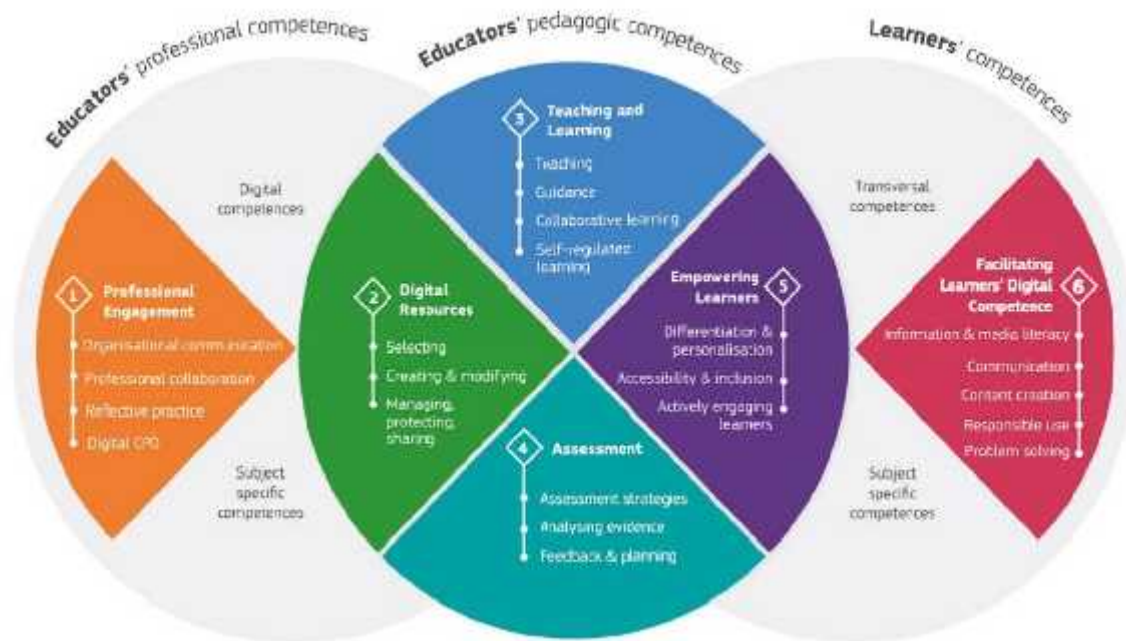 Educators' professional competences
Educators' pedagogic competences
Learners' competences
Digital
competences
Transversal
competences
Subject
specific
competences
Subject
specific
competences
1
Professional
Engagement
Organisational communication
Professional collaboration
Reflective practice
Digital CPD
2
Digital
Resources
Selecting
Creating & modifying
Managing,
protecting,
sharing
3
Teaching and
Learning
Teaching
Guidance
Collaborative learning
Self-regulated
learning
4
Assessment
Assessment strategies
Analysing evidence
Feedback & planning
5
Empowering
Learners
Differentiation &
personalisation
Accessibility & inclusion
Actively engaging
learners
6
Facilitating
Learners' Digital
Competence
Information & media literacy
Communication
Content creation
Responsible use
Problem solving